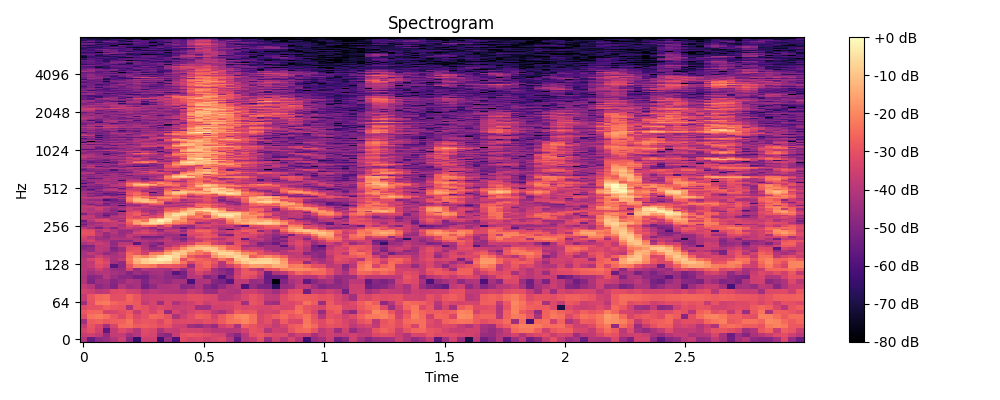 Spectrogram
Hz
4096
2048
1024
512
256
128
64
0
0
0.5
1
1.5
2
2.5
Time
+0 dB
-10 dB
-20 dB
-30 dB
-40 dB
-50 dB
-60 dB
-70 dB
-80 dB